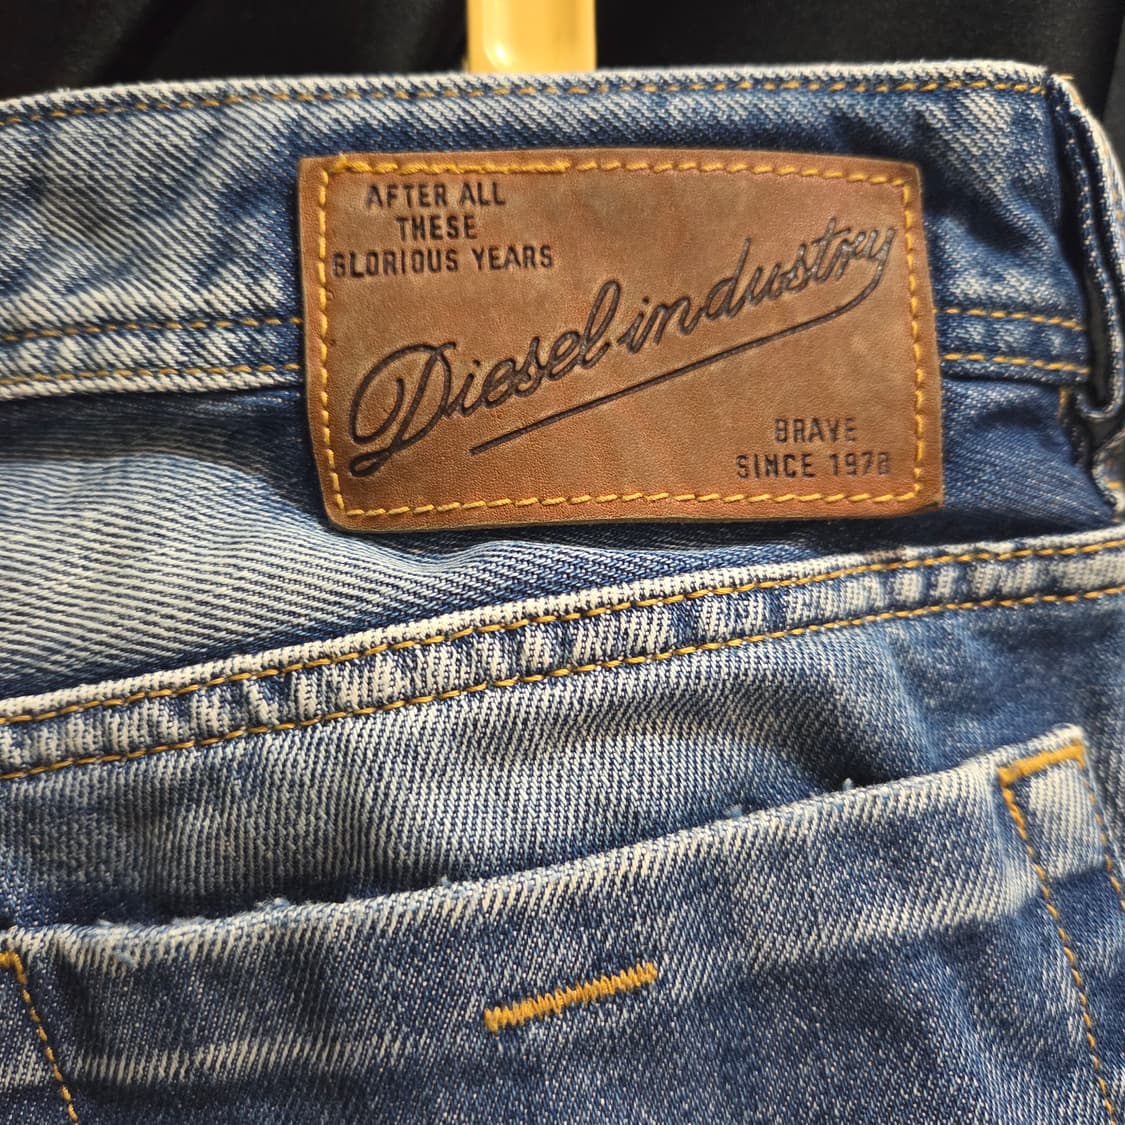 AFTER ALL
THESE
GLORIOUS YEARS
Diesel industry
BRAVE
SINCE 1978